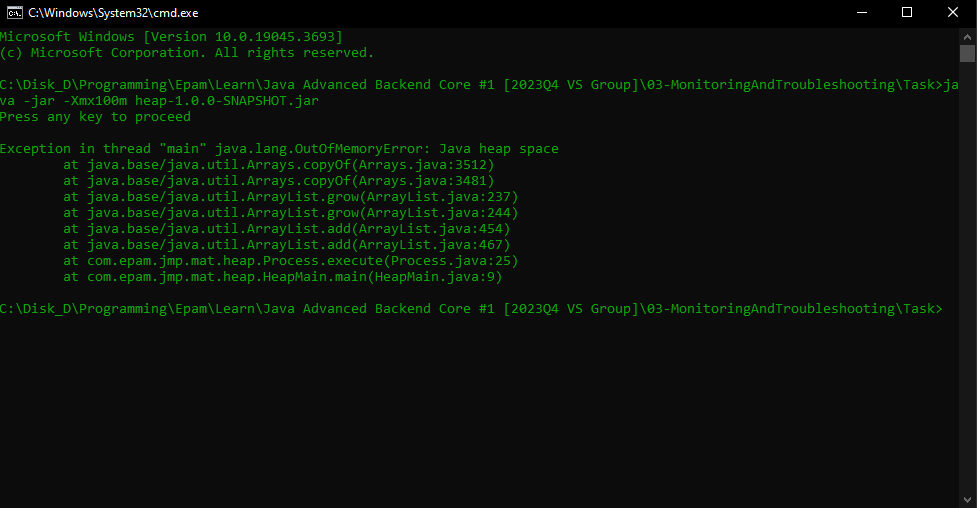 C:\Windows\System32\cmd.exe
Microsoft Windows [Version 10.0.19045.3693]
(c) Microsoft Corporation. All rights reserved.
C:\Disk_D\Programming\Epam\Learn\Java Advanced Backend Core #1 [2023Q4 VS Group]\03-MonitoringAndTroubleshooting\Task>ja
va -jar -Xmx100m heap-1.0.0-SNAPSHOT.jar
Press any key to proceed
Exception in thread "main" java.lang.OutOfMemoryError: Java heap space
at java.base/java.util.Arrays.copyOf(Arrays.java:3512)
at java.base/java.util.Arrays.copyOf(Arrays.java:3481)
at java.base/java.util.ArrayList.grow(ArrayList.java:237)
at java.base/java.util.ArrayList.grow(ArrayList.java:244)
at java.base/java.util.ArrayList.add(ArrayList.java:454)
at java.base/java.util.ArrayList.add(ArrayList.java:467)
at com.epam.jmp.mat.heap.Process.execute(Process.java:25)
at com.epam.jmp.mat.heap.HeapMain.main(HeapMain.java:9)
C:\Disk_D\Programming\Epam\Learn\Java Advanced Backend Core #1 [2023Q4 VS Group]\03-MonitoringAndTroubleshooting\Task>